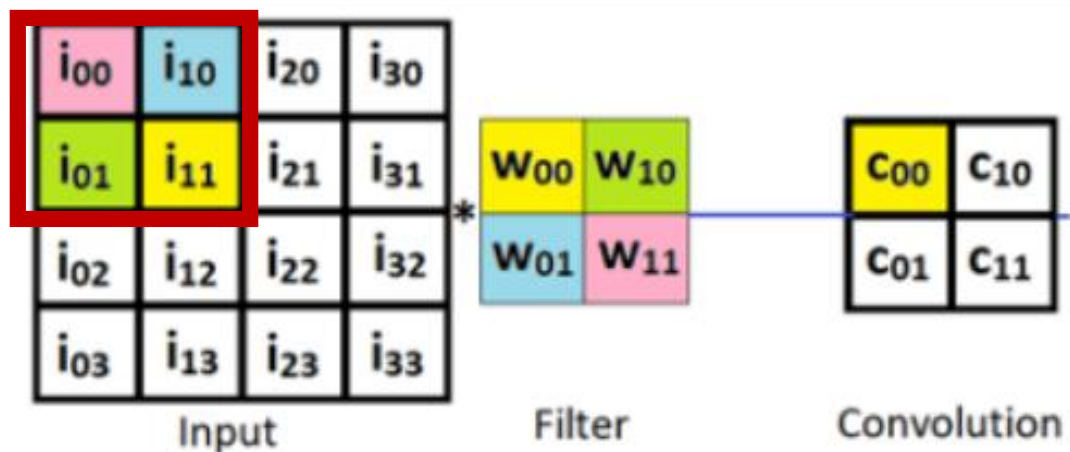 i₀₀ i₁₀ i₂₀ i₃₀
i₀₁ i₁₁ i₂₁ i₃₁
i₀₂ i₁₂ i₂₂ i₃₂
i₀₃ i₁₃ i₂₃ i₃₃
Input
*
w₀₀ w₁₀
w₀₁ w₁₁
Filter
c₀₀ c₁₀
c₀₁ c₁₁
Convolution